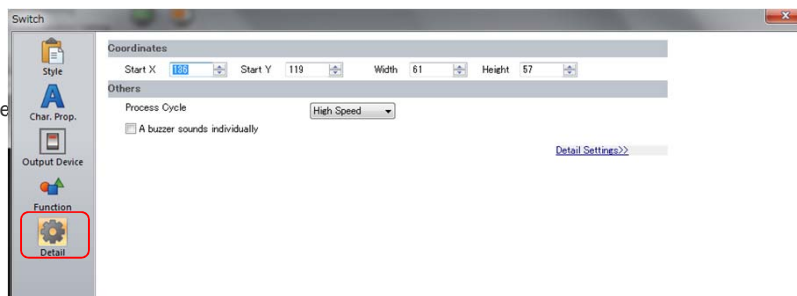 Switch
Style
Char. Prop.
Output Device
Function
Detail
Coordinates
Start X
Start Y 119 Width 61 Height 57
Others
Process Cycle High Speed
A buzzer sounds individually
Detail Settings>>
e